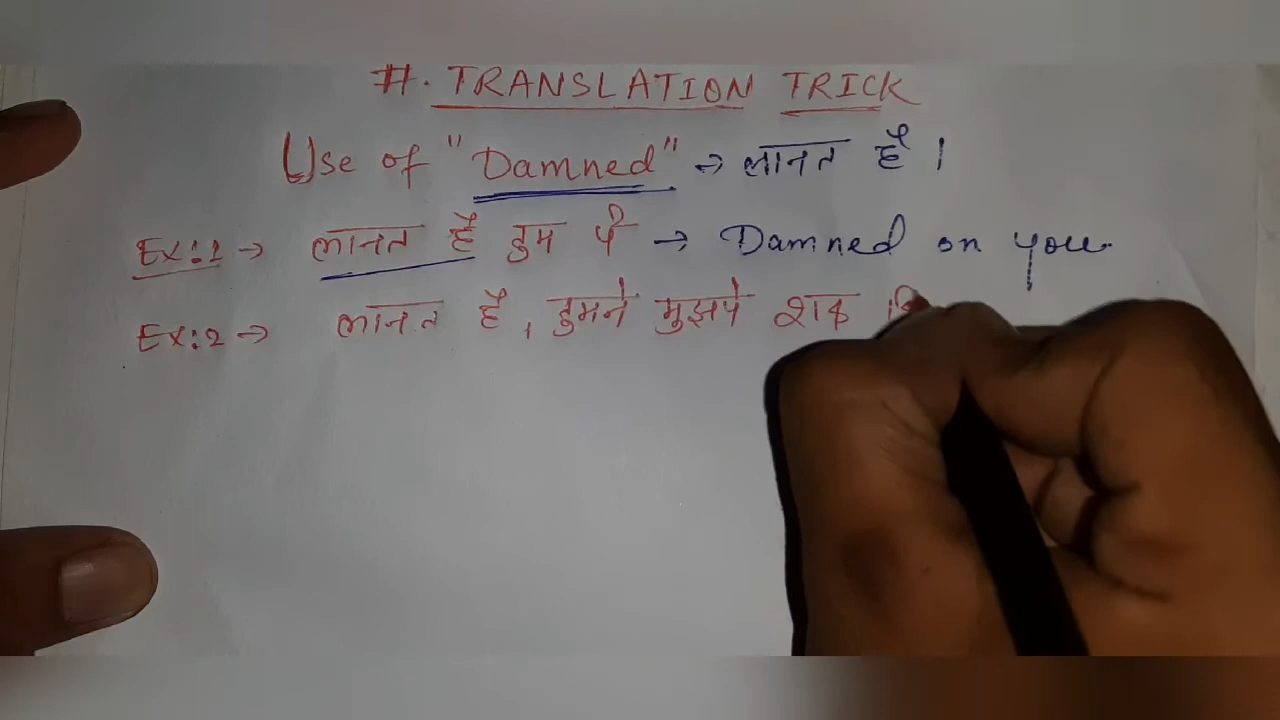 #. TRANSLATION TRICK
Use of "Damned" → लानत है ।
Ex:1 → लानत है तुम पे → Damned on you.
Ex:2 → लानत है, तुमने मुझपे शक